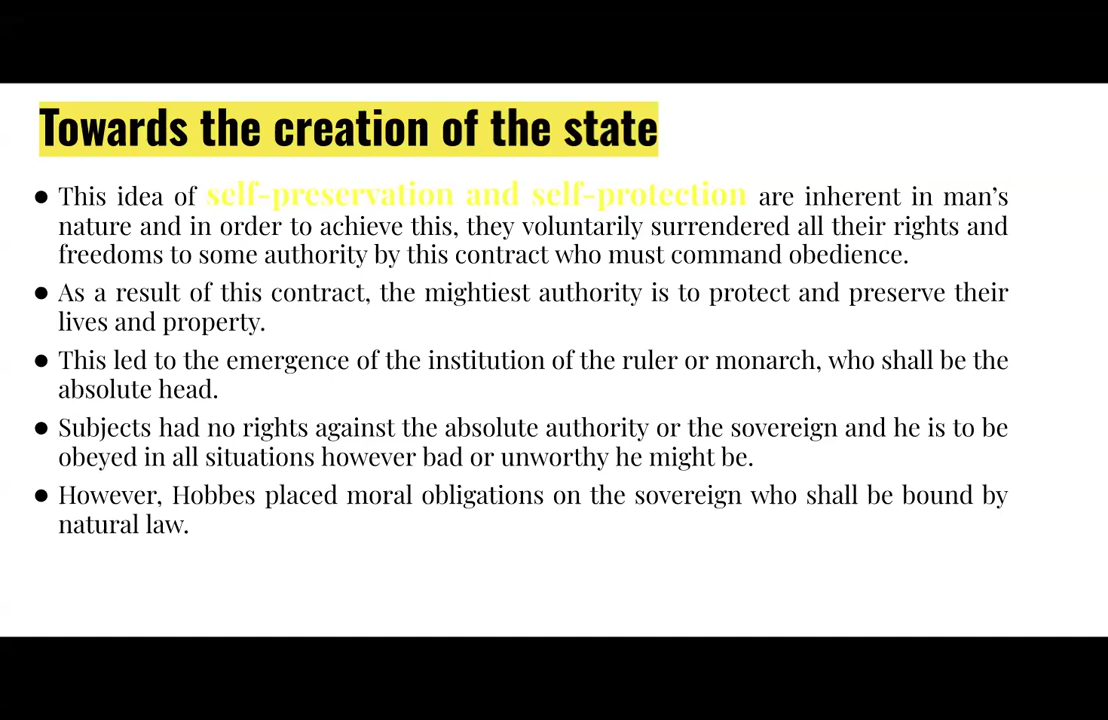 Towards the creation of the state
● This idea of self-preservation and self-protection are inherent in man’s
nature and in order to achieve this, they voluntarily surrendered all their rights and
freedoms to some authority by this contract who must command obedience.
● As a result of this contract, the mightiest authority is to protect and preserve their
lives and property.
● This led to the emergence of the institution of the ruler or monarch, who shall be the
absolute head.
● Subjects had no rights against the absolute authority or the sovereign and he is to be
obeyed in all situations however bad or unworthy he might be.
● However, Hobbes placed moral obligations on the sovereign who shall be bound by
natural law.